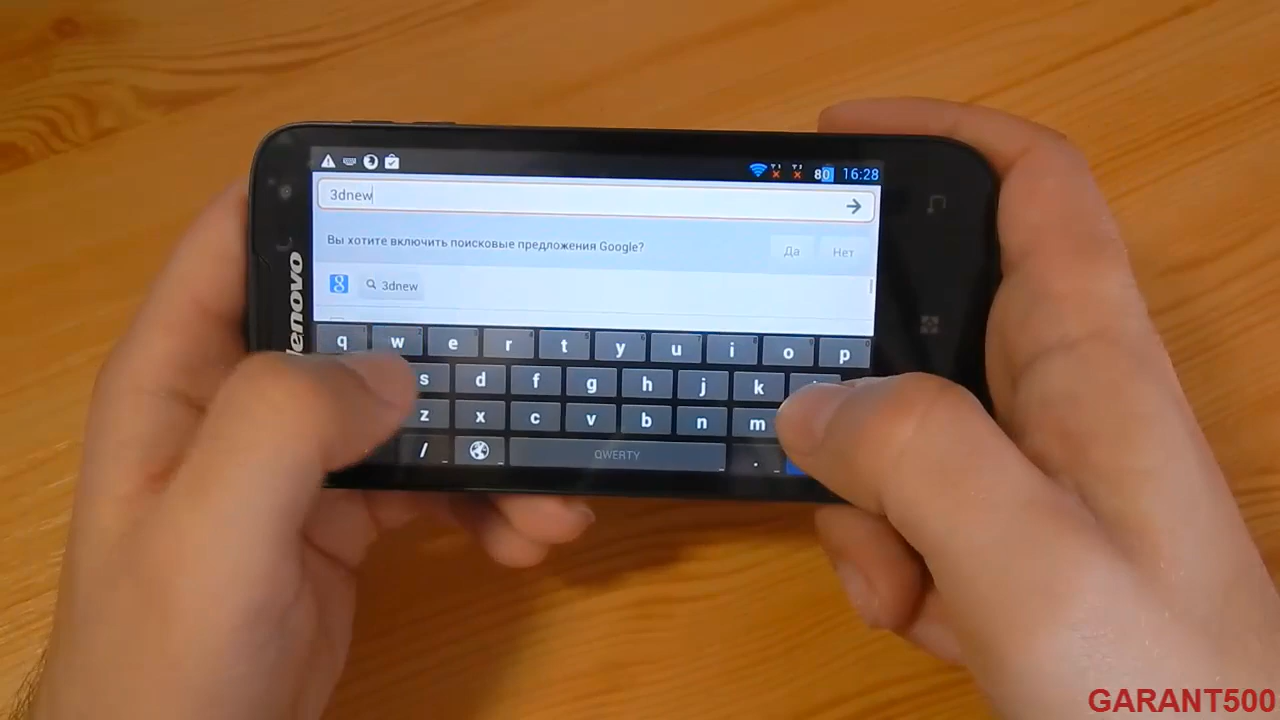 80 16:28
3dnew
Вы хотите включить поисковые предложения Google?
Да Нет
3dnew
lenovo
q w e r t y u i o p
s d f g h j k
z x c v b n m
/ QWERTY .
GARANT500